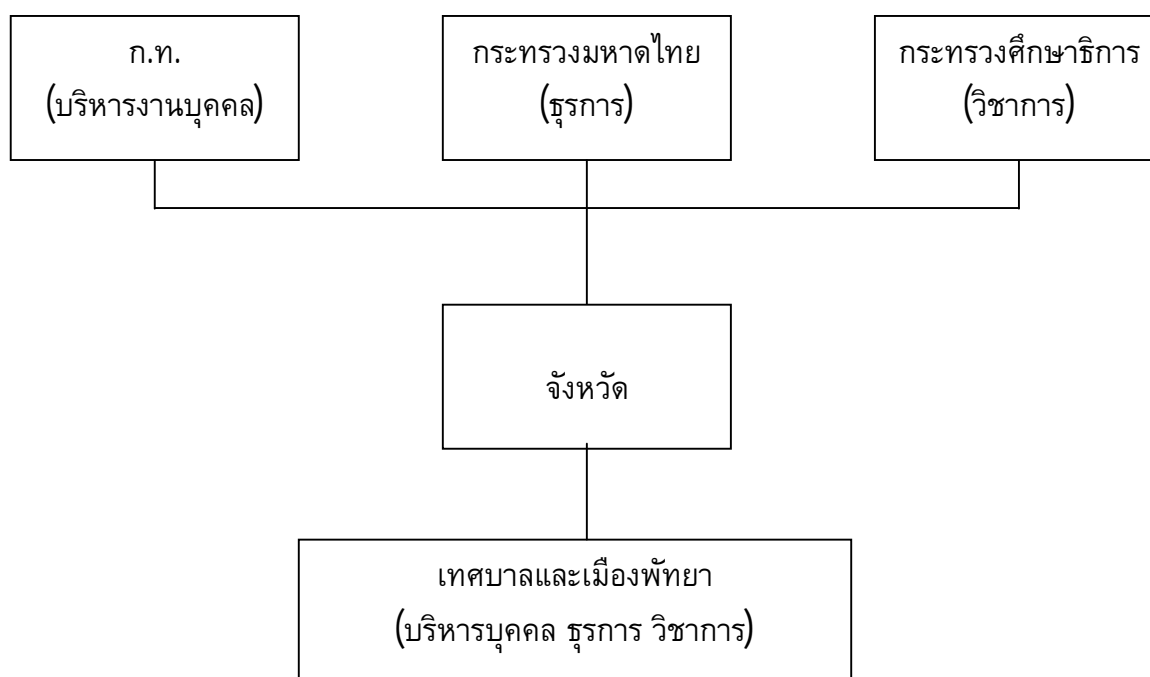 ก.ท.
(บริหารงานบุคคล)
กระทรวงมหาดไทย
(ธุรการ)
กระทรวงศึกษาธิการ
(วิชาการ)
จังหวัด
เทศบาลและเมืองพัทยา
(บริหารบุคคล ธุรการ วิชาการ)